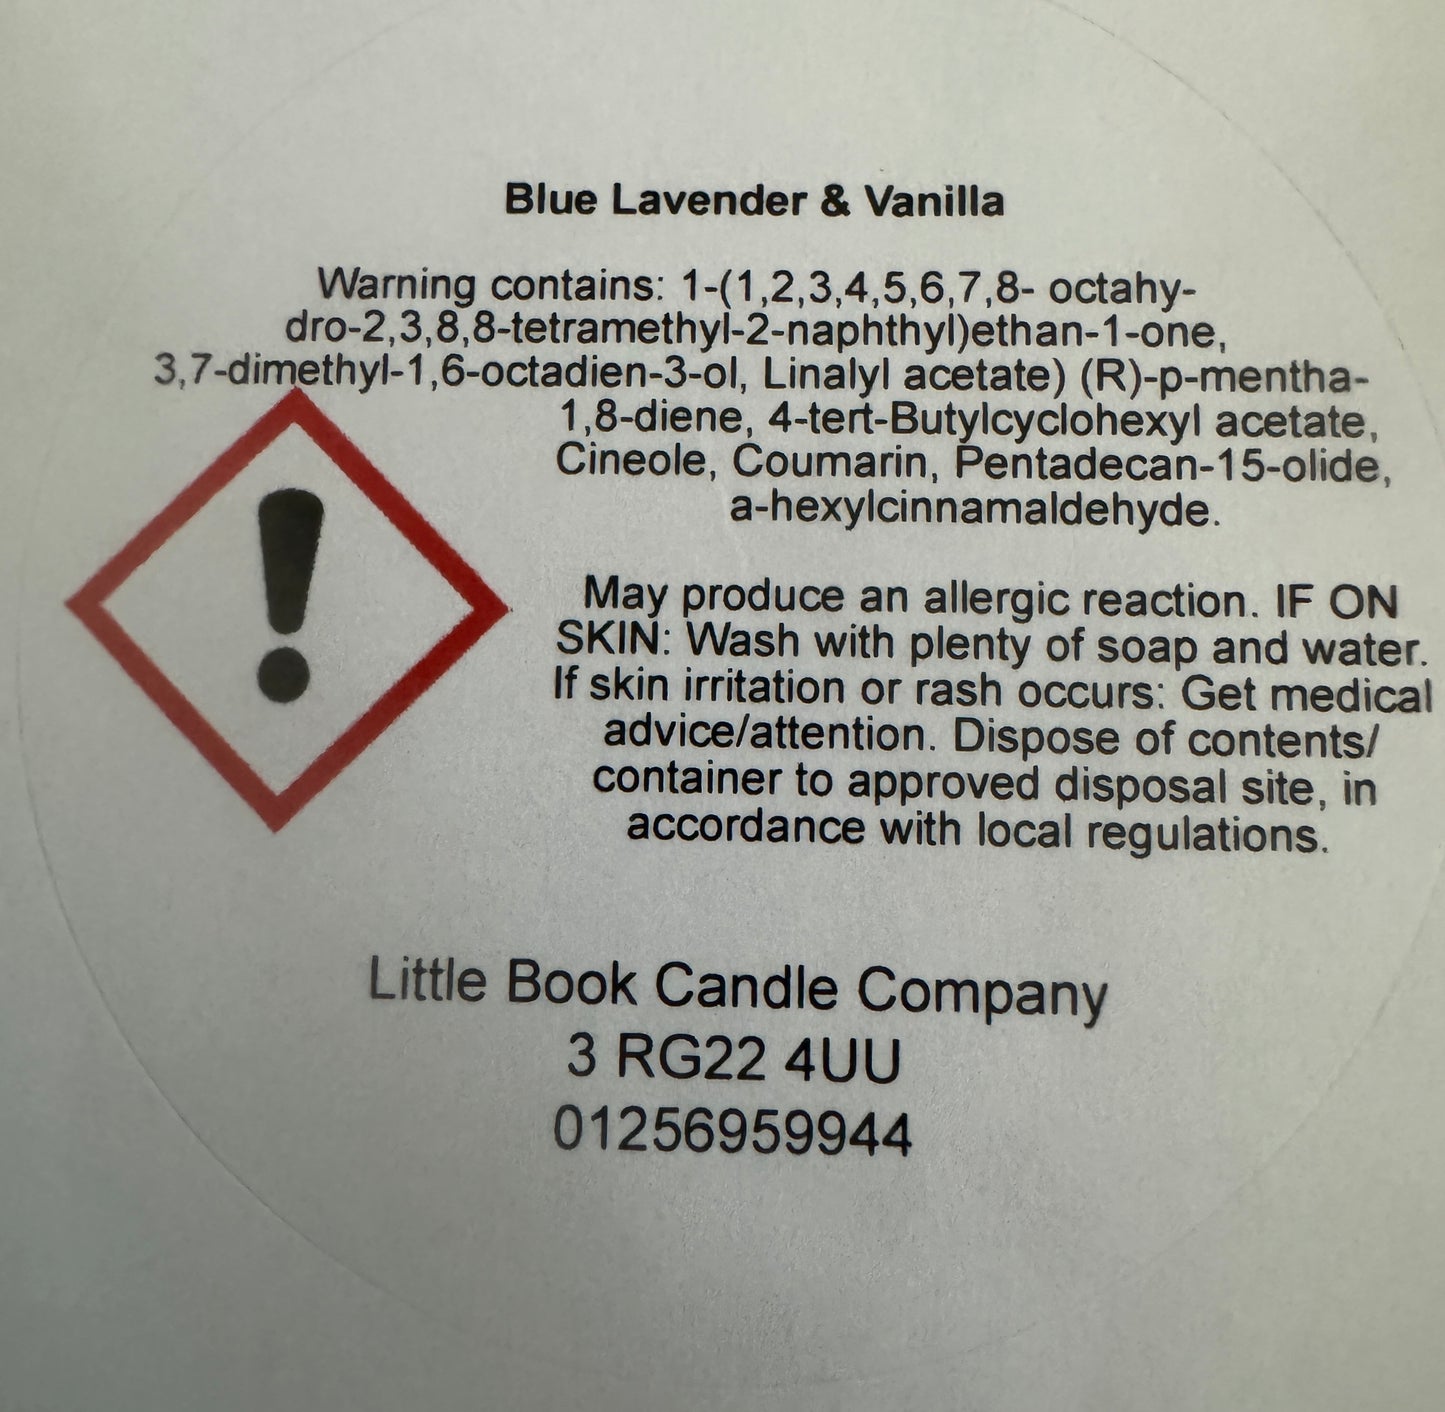 Blue Lavender & Vanilla
Warning contains: 1-(1,2,3,4,5,6,7,8- octahy-
dro-2,3,8,8-tetramethyl-2-naphthyl)ethan-1-one,
3,7-dimethyl-1,6-octadien-3-ol, Linalyl acetate) (R)-p-mentha-
1,8-diene, 4-tert-Butylcyclohexyl acetate,
Cineole, Coumarin, Pentadecan-15-olide,
a-hexylcinnamaldehyde.
May produce an allergic reaction. IF ON
SKIN: Wash with plenty of soap and water.
If skin irritation or rash occurs: Get medical
advice/attention. Dispose of contents/
container to approved disposal site, in
accordance with local regulations.
Little Book Candle Company
3 RG22 4UU
01256959944